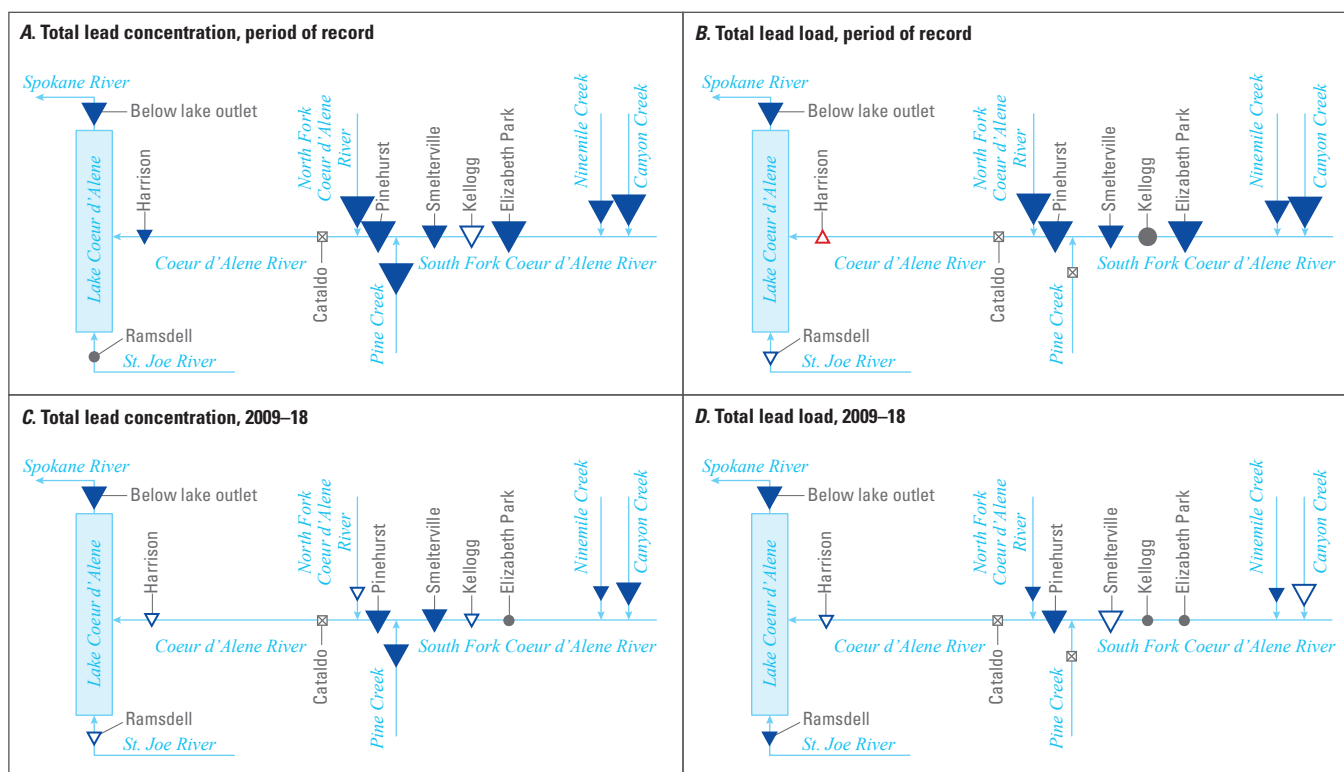 A. Total lead concentration, period of record
Spokane River
Below lake outlet
Lake Coeur d'Alene
Harrison
Coeur d'Alene River
Ramsdell
St. Joe River
Cataldo
North Fork
Coeur d'Alene
River
Pinehurst
Pine Creek
Smelterville
Kellogg
Elizabeth Park
South Fork Coeur d'Alene River
Ninemile Creek
Canyon Creek
B. Total lead load, period of record
Spokane River
Below lake outlet
Lake Coeur d'Alene
Harrison
Coeur d'Alene River
Ramsdell
St. Joe River
Cataldo
North Fork
Coeur d'Alene
River
Pinehurst
Pine Creek
Smelterville
Kellogg
Elizabeth Park
South Fork Coeur d'Alene River
Ninemile Creek
Canyon Creek
C. Total lead concentration, 2009–18
Spokane River
Below lake outlet
Lake Coeur d'Alene
Harrison
Coeur d'Alene River
Ramsdell
St. Joe River
Cataldo
North Fork
Coeur d'Alene
River
Pinehurst
Pine Creek
Smelterville
Kellogg
Elizabeth Park
South Fork Coeur d'Alene River
Ninemile Creek
Canyon Creek
D. Total lead load, 2009–18
Spokane River
Below lake outlet
Lake Coeur d'Alene
Harrison
Coeur d'Alene River
Ramsdell
St. Joe River
Cataldo
North Fork
Coeur d'Alene
River
Pinehurst
Pine Creek
Smelterville
Kellogg
Elizabeth Park
South Fork Coeur d'Alene River
Ninemile Creek
Canyon Creek